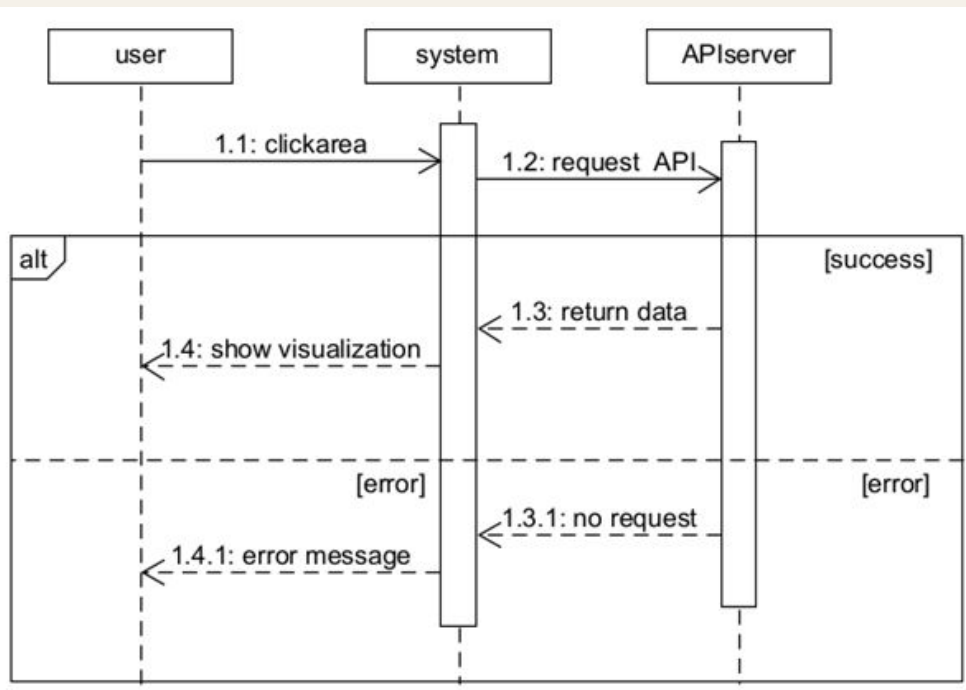 user
system
APIserver
1.1: clickarea
1.2: request API
alt
[success]
1.3: return data
1.4: show visualization
[error]
[error]
1.3.1: no request
1.4.1: error message